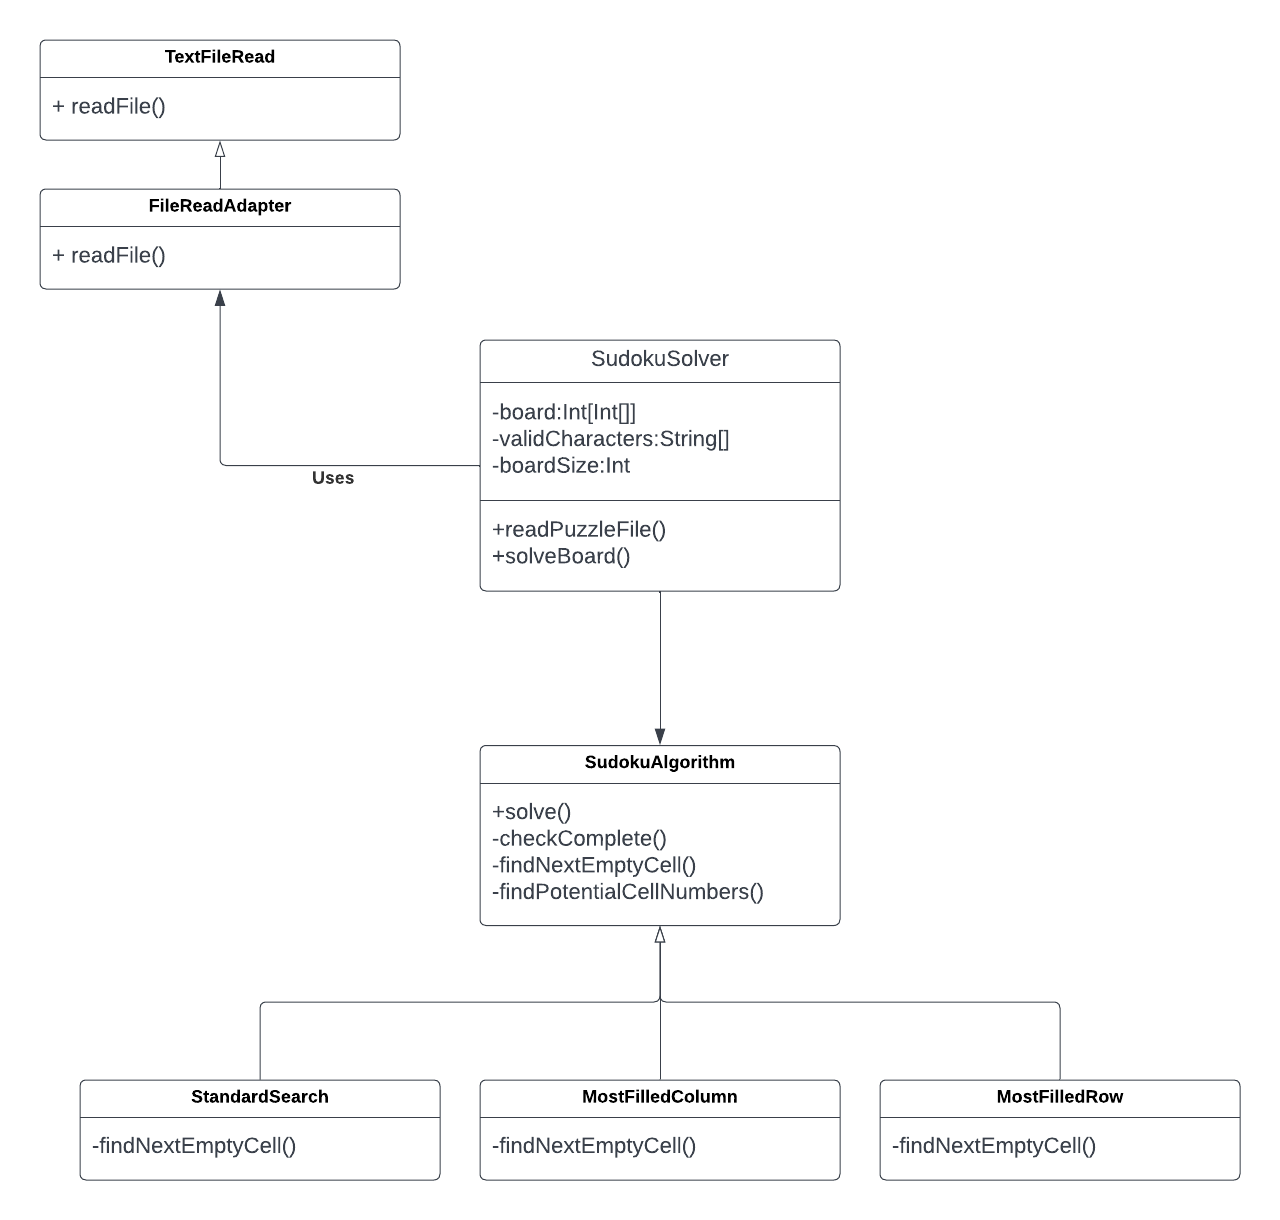 TextFileRead
+ readFile()
FileReadAdapter
+ readFile()
SudokuSolver
-board:Int[Int[]]
-validCharacters:String[]
-boardSize:Int
Uses
+readPuzzleFile()
+solveBoard()
SudokuAlgorithm
+solve()
-checkComplete()
-findNextEmptyCell()
-findPotentialCellNumbers()
StandardSearch
-findNextEmptyCell()
MostFilledColumn
-findNextEmptyCell()
MostFilledRow
-findNextEmptyCell()